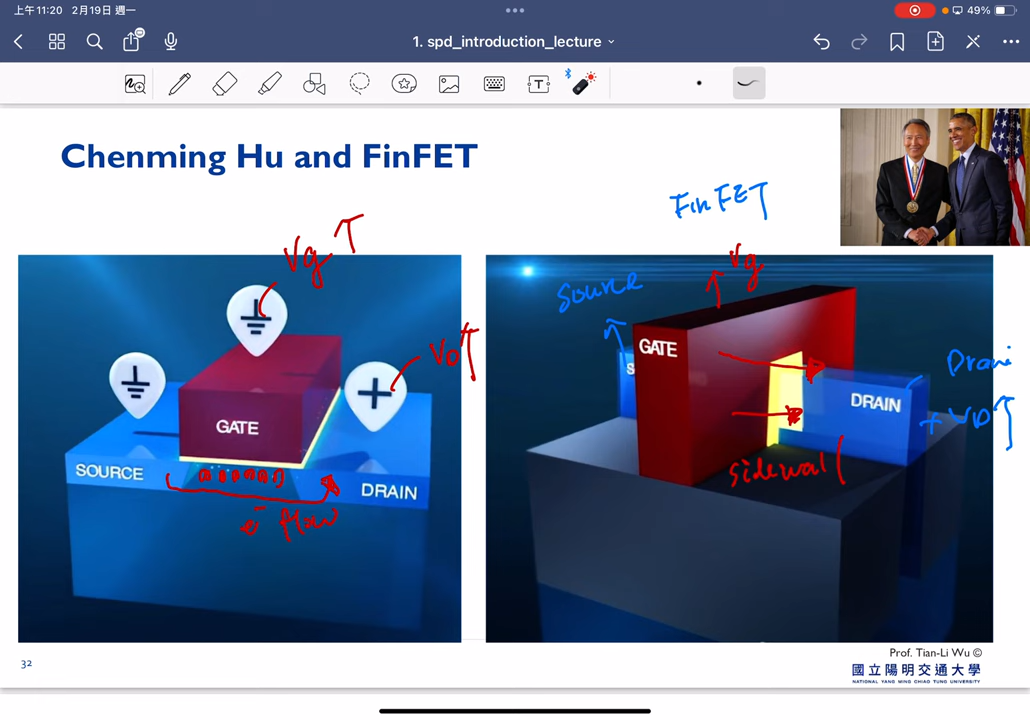 上午11:20 2月19日 週一
49%
1. spd_introduction_lecture
T
Chenming Hu and FinFET
FinFET
Vg ↑
VD ↑
GATE
SOURCE
DRAIN
e⁻ flow
Source
Vg
GATE
S
Drain
DRAIN
+ VD ↑
sidewall
32
Prof. Tian-Li Wu ©
國立陽明交通大學
NATIONAL YANG MING CHIAO TUNG UNIVERSITY